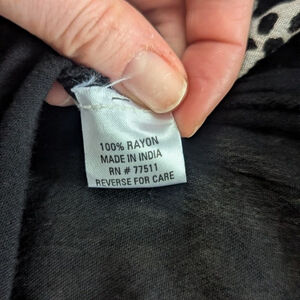 100% RAYON
MADE IN INDIA
RN # 77511
REVERSE FOR CARE